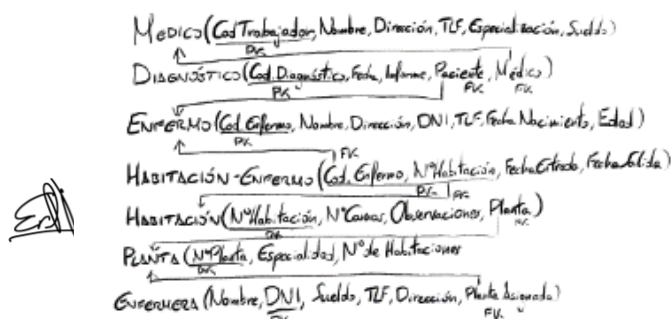 MEDICO (Cod Trabajador, Nombre, Dirección, TLF, Especialización, Sueldo)
PK
DIAGNÓSTICO (Cod. Diagnóstico, Fecha, Informe, Paciente, Médico)
PK FK FK
ENFERMO (Cod. Enfermo, Nombre, Dirección, DNI, TLF, Fecha Nacimiento, Edad)
PK
FK
HABITACIÓN-ENFERMO (Cod. Enfermo, NºHabitación, FechaEntrada, FechaSalida)
PK FK
HABITACIÓN (NºHabitación, NºCamas, Observaciones, Planta)
PK FK
PLANTA (NºPlanta, Especialidad, Nº de Habitaciones
PK
ENFERMERA (Nombre, DNI, Sueldo, TLF, Dirección, Planta Asignada)
PK FK